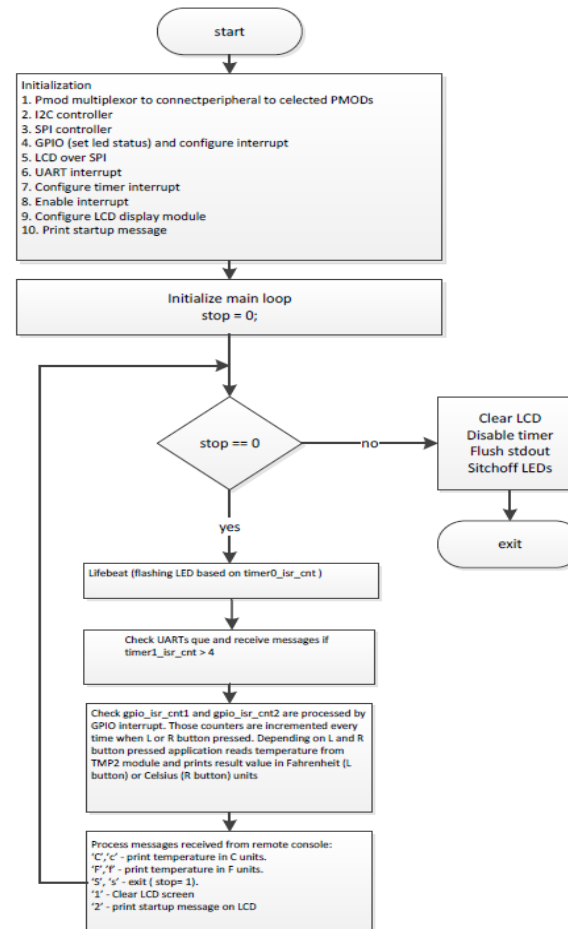 start
Initialization
1. Pmod multiplexor to connectperipheral to celected PMODs
2. I2C controller
3. SPI controller
4. GPIO (set led status) and configure interrupt
5. LCD over SPI
6. UART interrupt
7. Configure timer interrupt
8. Enable interrupt
9. Configure LCD display module
10. Print startup message
Initialize main loop
stop = 0;
stop == 0
no
Clear LCD
Disable timer
Flush stdout
Sitchoff LEDs
exit
yes
Lifebeat (flashing LED based on timer0_isr_cnt )
Check UARTs que and receive messages if
timer1_isr_cnt > 4
Check gpio_isr_cnt1 and gpio_isr_cnt2 are processed by
GPIO interrupt. Those counters are incremented every
time when L or R button pressed. Depending on L and R
button pressed application reads temperature from
TMP2 module and prints result value in Fahrenheit (L
button) or Celsius (R button) units
Process messages received from remote console:
‘C’,‘c’ - print temperature in C units.
‘F’,‘f’ - print temperature in F units.
‘S’, ‘s’ - exit ( stop= 1).
‘1’ - Clear LCD screen
‘2’ - print startup message on LCD